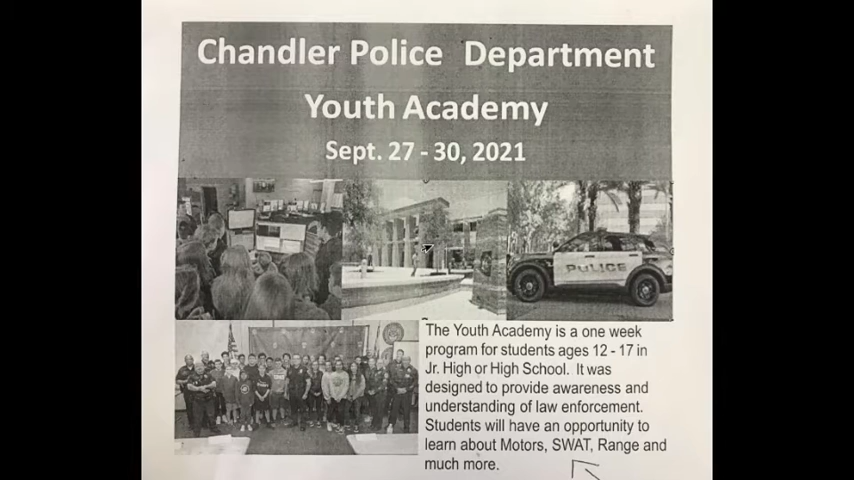 Chandler Police Department
Youth Academy
Sept. 27 - 30, 2021
POLICE
The Youth Academy is a one week
program for students ages 12 - 17 in
Jr. High or High School. It was
designed to provide awareness and
understanding of law enforcement.
Students will have an opportunity to
learn about Motors, SWAT, Range and
much more.